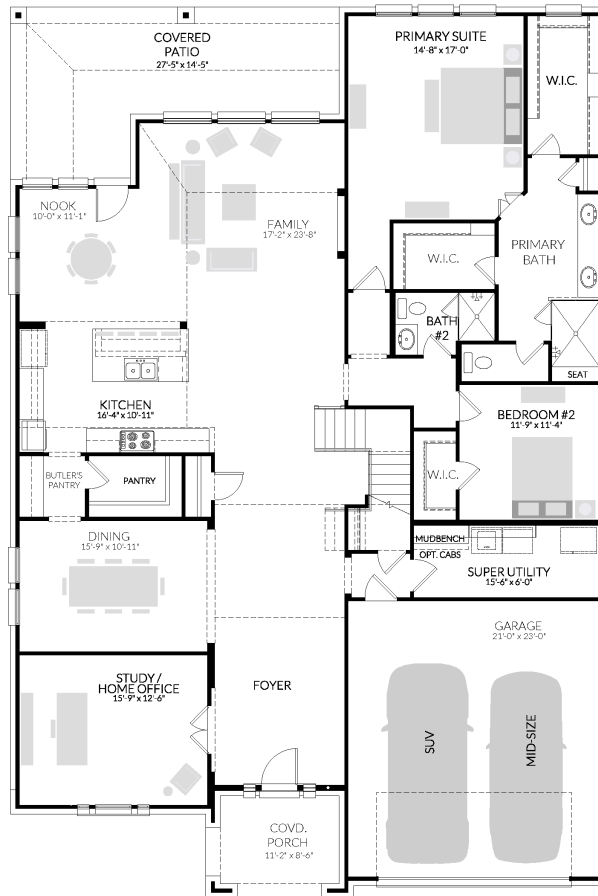 COVERED
PATIO
27'-5" x 14'-5"
PRIMARY SUITE
14'-8" x 17'-0"
W.I.C.
NOOK
10'-0" x 11'-1"
FAMILY
17'-2" x 23'-8"
W.I.C.
PRIMARY
BATH
BATH
#2
SEAT
KITCHEN
16'-4" x 10'-11"
BEDROOM #2
11'-9" x 11'-4"
W.I.C.
BUTLER'S
PANTRY
PANTRY
DINING
15'-9" x 10'-11"
MUDBENCH
OPT. CABS
SUPER UTILITY
15'-6" x 6'-0"
GARAGE
21'-0" x 23'-0"
STUDY /
HOME OFFICE
15'-9" x 12'-6"
FOYER
SUV
MID-SIZE
COVD.
PORCH
11'-2" x 8'-6"